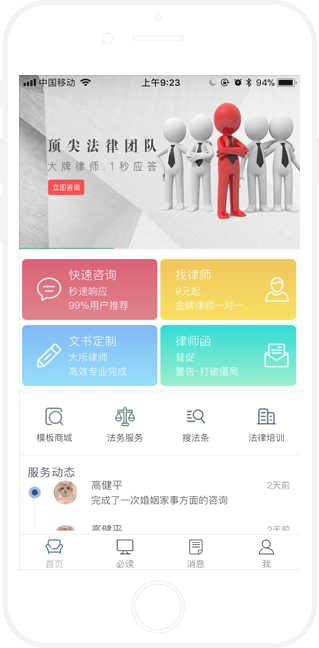 中国移动
上午9:23
94%
顶尖法律团队
大牌律师.1秒应答
立即咨询
快速咨询
秒速响应
99%用户推荐
找律师
9元起
金牌律师一对一
文书定制
大所律师
高效专业完成
律师函
督促
警告·打破僵局
模板商城
法务服务
搜法条
法律培训
服务动态
高健平
2天前
完成了一次婚姻家事方面的咨询
高健平
2天前
首页
必读
消息
我